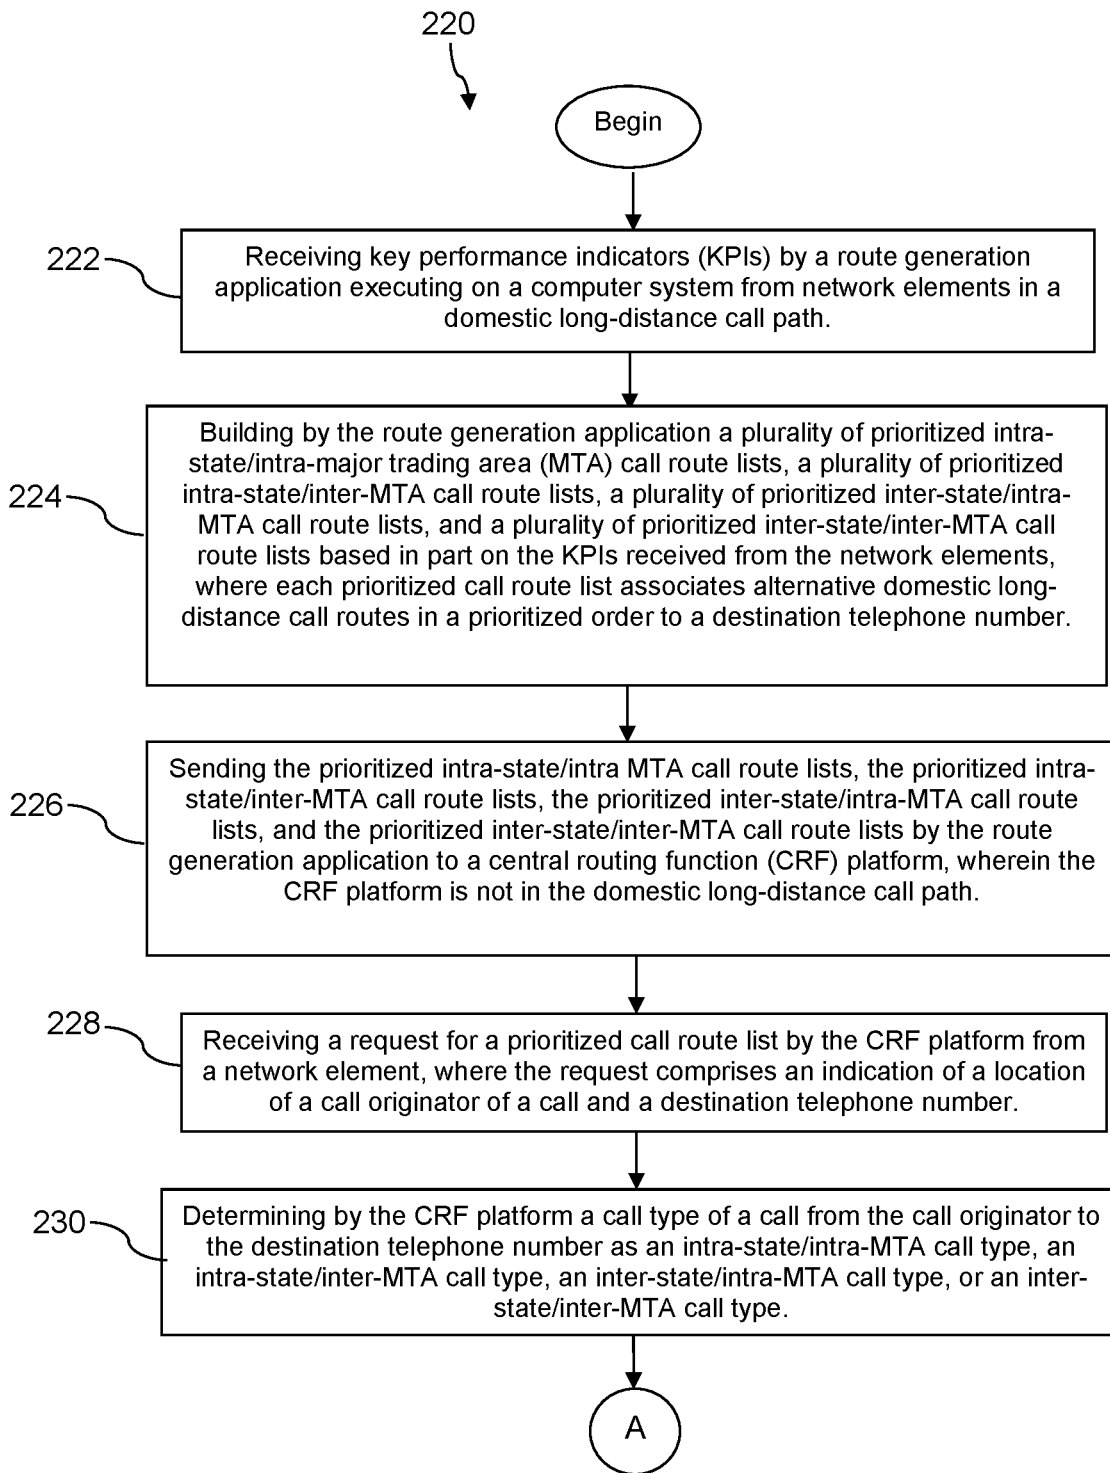 220
Begin
222
Receiving key performance indicators (KPIs) by a route generation
application executing on a computer system from network elements in a
domestic long-distance call path.
224
Building by the route generation application a plurality of prioritized intra-
state/intra-major trading area (MTA) call route lists, a plurality of prioritized
intra-state/inter-MTA call route lists, a plurality of prioritized inter-state/intra-
MTA call route lists, and a plurality of prioritized inter-state/inter-MTA call
route lists based in part on the KPIs received from the network elements,
where each prioritized call route list associates alternative domestic long-
distance call routes in a prioritized order to a destination telephone number.
226
Sending the prioritized intra-state/intra MTA call route lists, the prioritized intra-
state/inter-MTA call route lists, the prioritized inter-state/intra-MTA call route
lists, and the prioritized inter-state/inter-MTA call route lists by the route
generation application to a central routing function (CRF) platform, wherein the
CRF platform is not in the domestic long-distance call path.
228
Receiving a request for a prioritized call route list by the CRF platform from
a network element, where the request comprises an indication of a location
of a call originator of a call and a destination telephone number.
230
Determining by the CRF platform a call type of a call from the call originator to
the destination telephone number as an intra-state/intra-MTA call type, an
intra-state/inter-MTA call type, an inter-state/intra-MTA call type, or an inter-
state/inter-MTA call type.
A